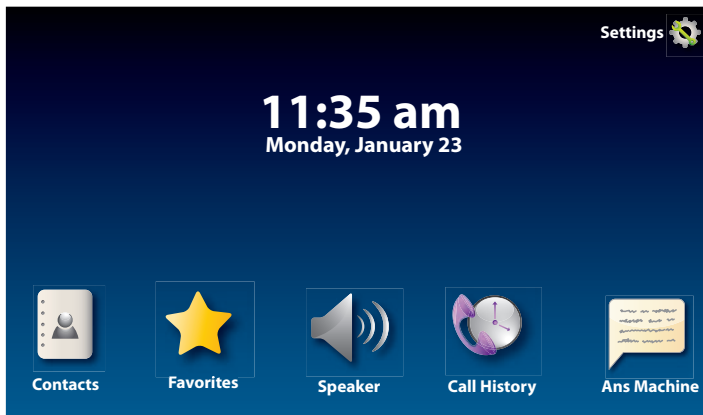 Settings
11:35 am
Monday, January 23
Contacts
Favorites
Speaker
Call History
Ans Machine